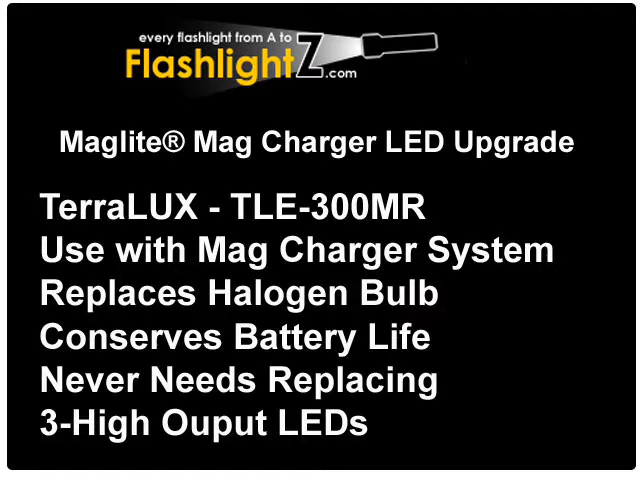 every flashlight from A to
FlashlightZ.com
Maglite® Mag Charger LED Upgrade
TerraLUX - TLE-300MR
Use with Mag Charger System
Replaces Halogen Bulb
Conserves Battery Life
Never Needs Replacing
3-High Ouput LEDs